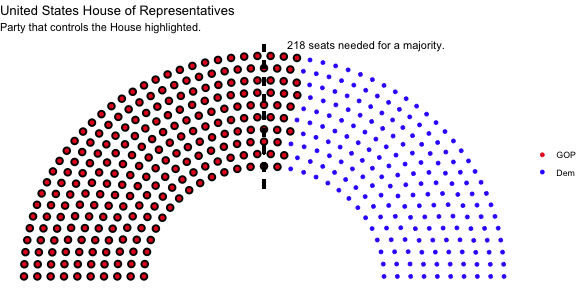 United States House of Representatives
Party that controls the House highlighted.
218 seats needed for a majority.
GOP
Dem